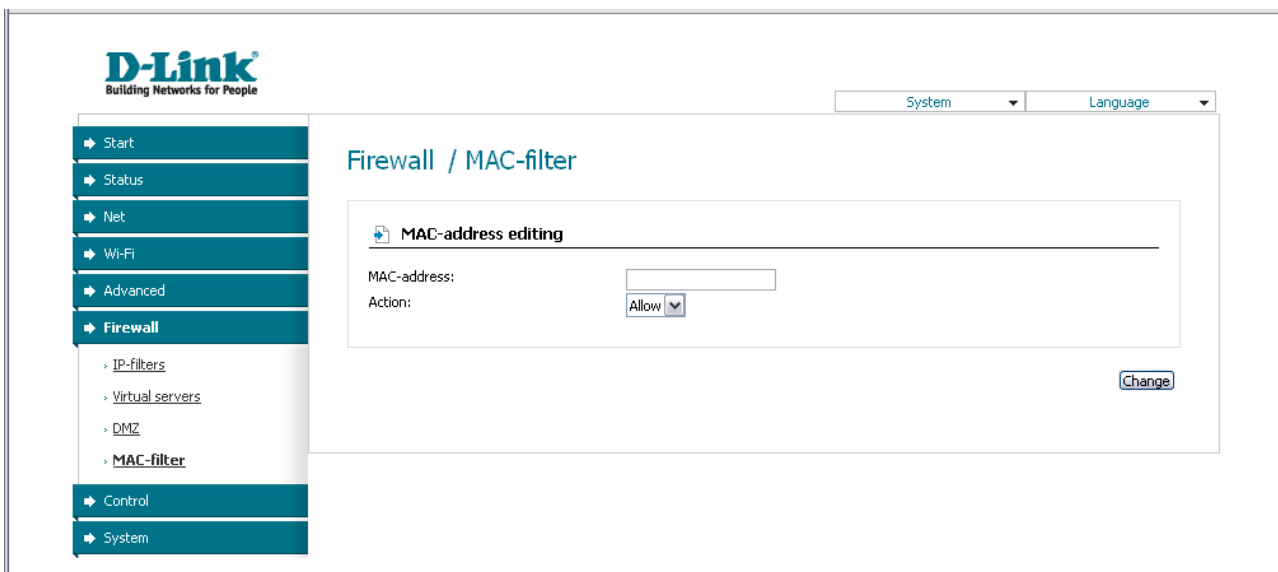 D-Link
Building Networks for People
System
Language
Start
Status
Net
Wi-Fi
Advanced
Firewall
IP-filters
Virtual servers
DMZ
MAC-filter
Control
System
Firewall / MAC-filter
MAC-address editing
MAC-address:
Action:
Allow
Change